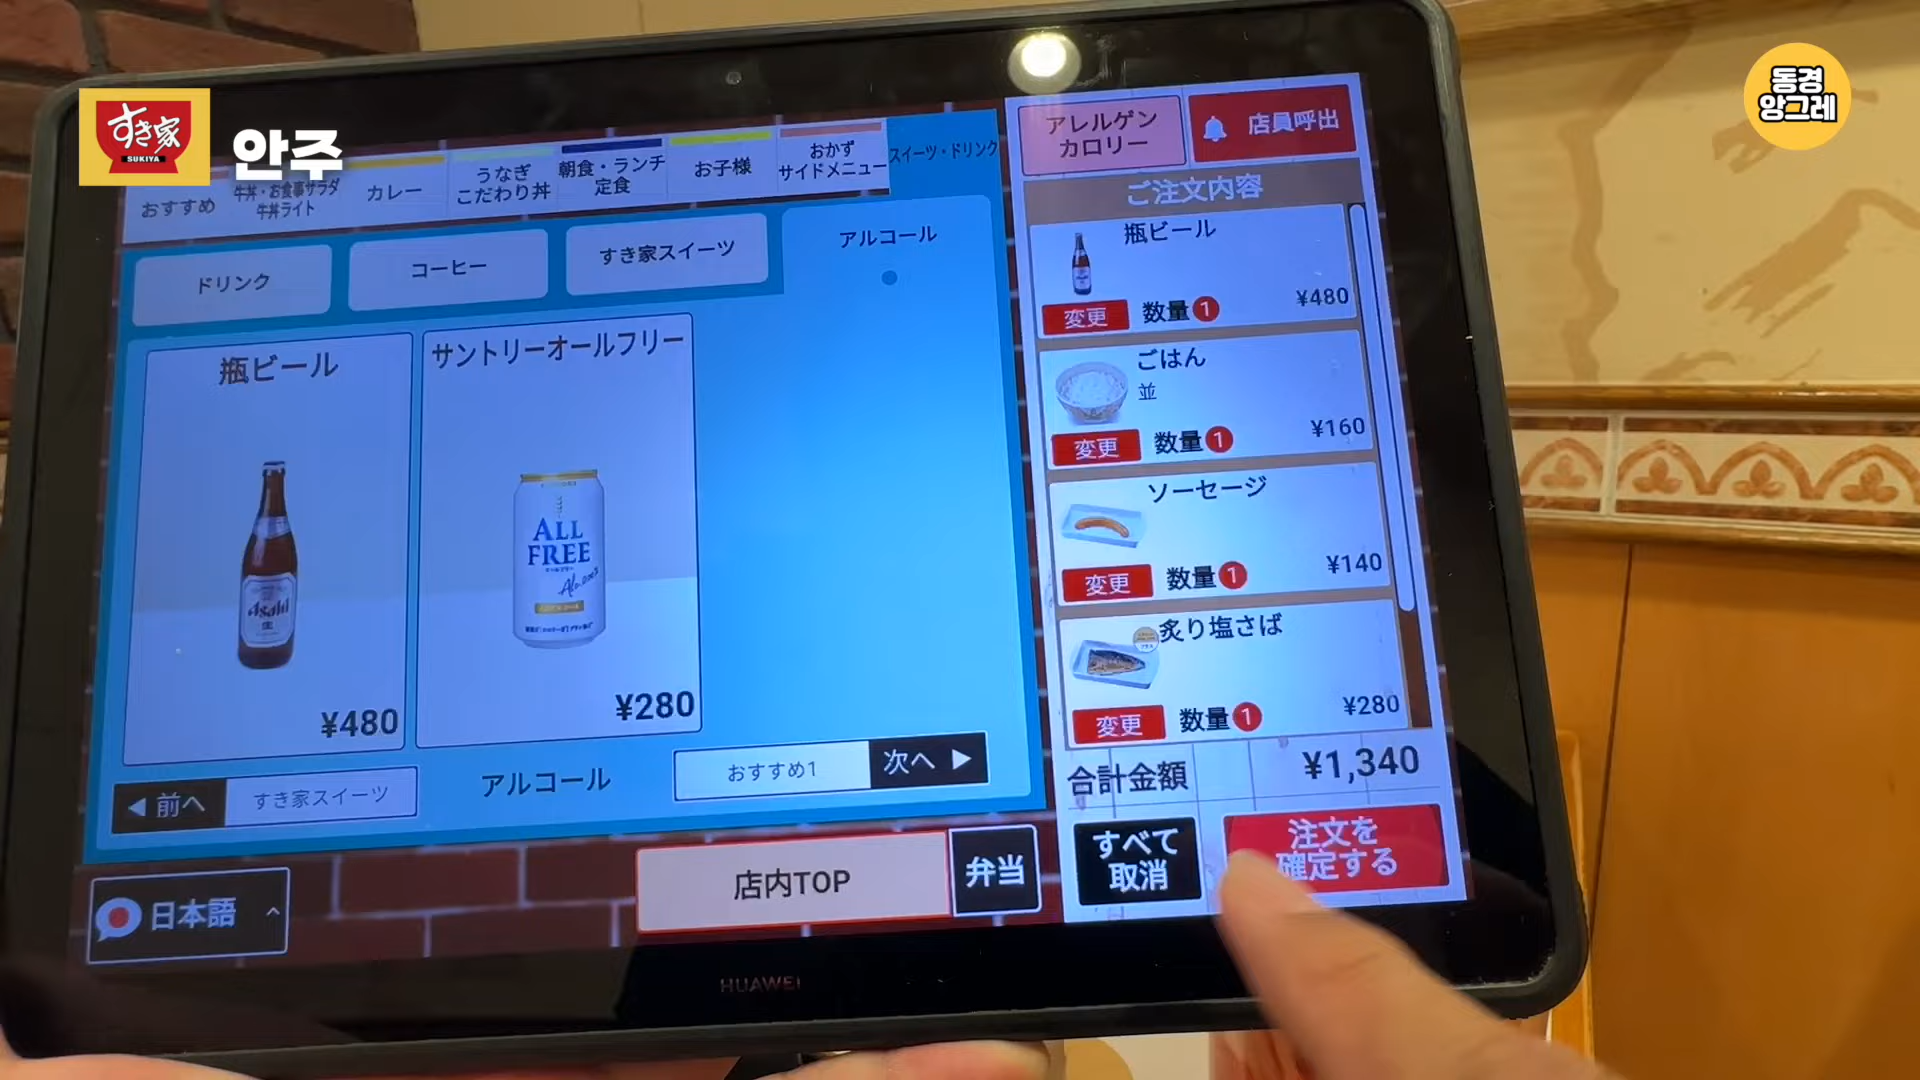 すき家
SUKIYA
안주
동경
앙그레
おすすめ
牛丼・お食事サラダ
牛丼ライト
カレー
うなぎ
こだわり丼
朝食・ランチ
定食
お子様
おかず
サイドメニュー
スイーツ・ドリンク
アレルゲン
カロリー
店員呼出
ドリンク
コーヒー
すき家スイーツ
アルコール
瓶ビール
Asahi
生
¥480
サントリーオールフリー
ALL
FREE
¥280
ご注文内容
瓶ビール
変更
数量 1
¥480
ごはん
並
変更
数量 1
¥160
ソーセージ
変更
数量 1
¥140
炙り塩さば
変更
数量 1
¥280
合計金額
¥1,340
◀ 前へ
すき家スイーツ
アルコール
おすすめ1
次へ ▶
すべて
取消
注文を
確定する
日本語
店内TOP
弁当
HUAWEI